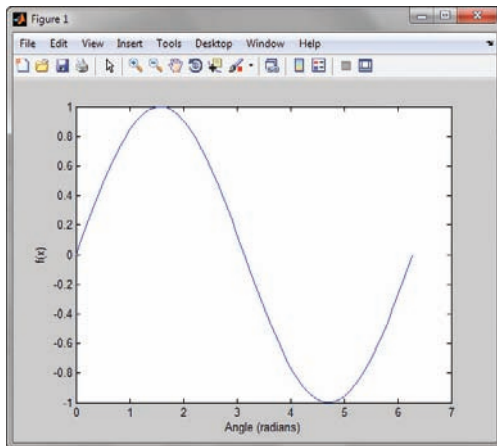 Figure 1
File Edit View Insert Tools Desktop Window Help
1
0.8
0.6
0.4
0.2
0
-0.2
-0.4
-0.6
-0.8
-1
f(x)
0 1 2 3 4 5 6 7
Angle (radians)